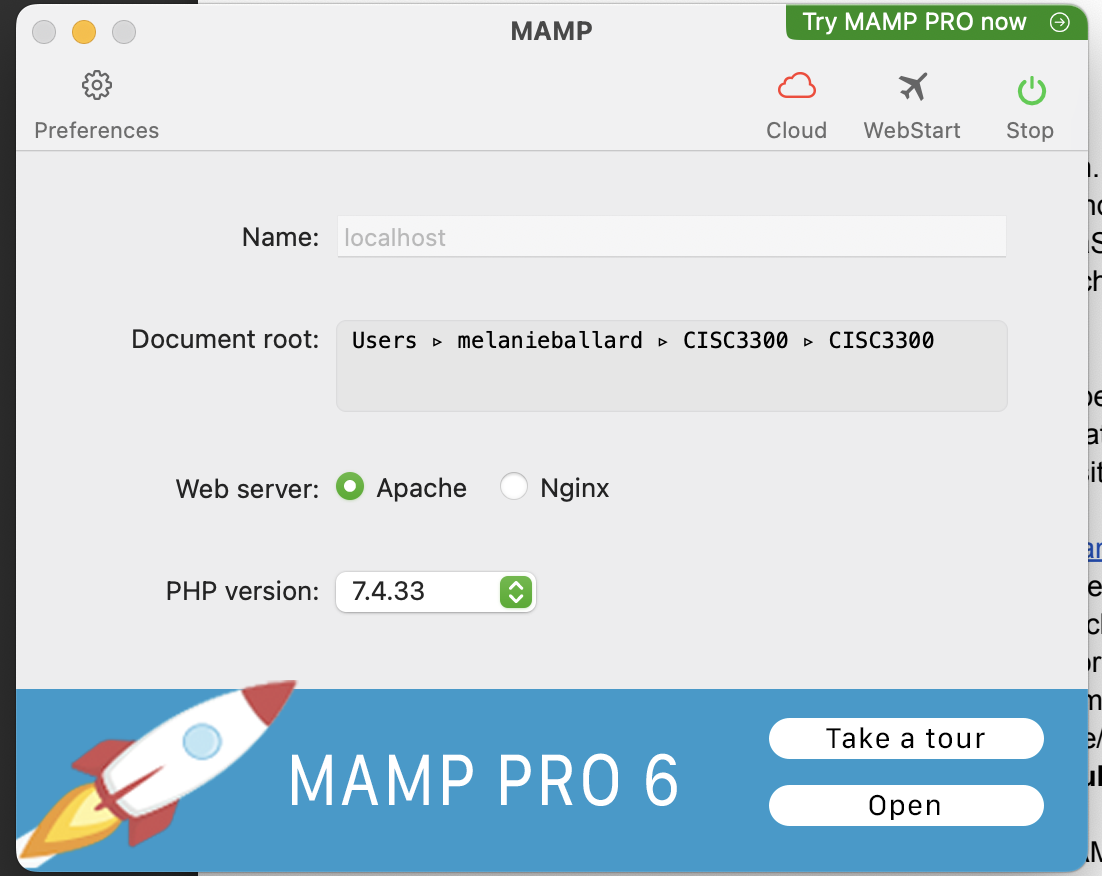 MAMP
Try MAMP PRO now
Preferences
Cloud
WebStart
Stop
Name: localhost
Document root: Users ▹ melanieballard ▹ CISC3300 ▹ CISC3300
Web server: Apache Nginx
PHP version: 7.4.33
MAMP PRO 6
Take a tour
Open